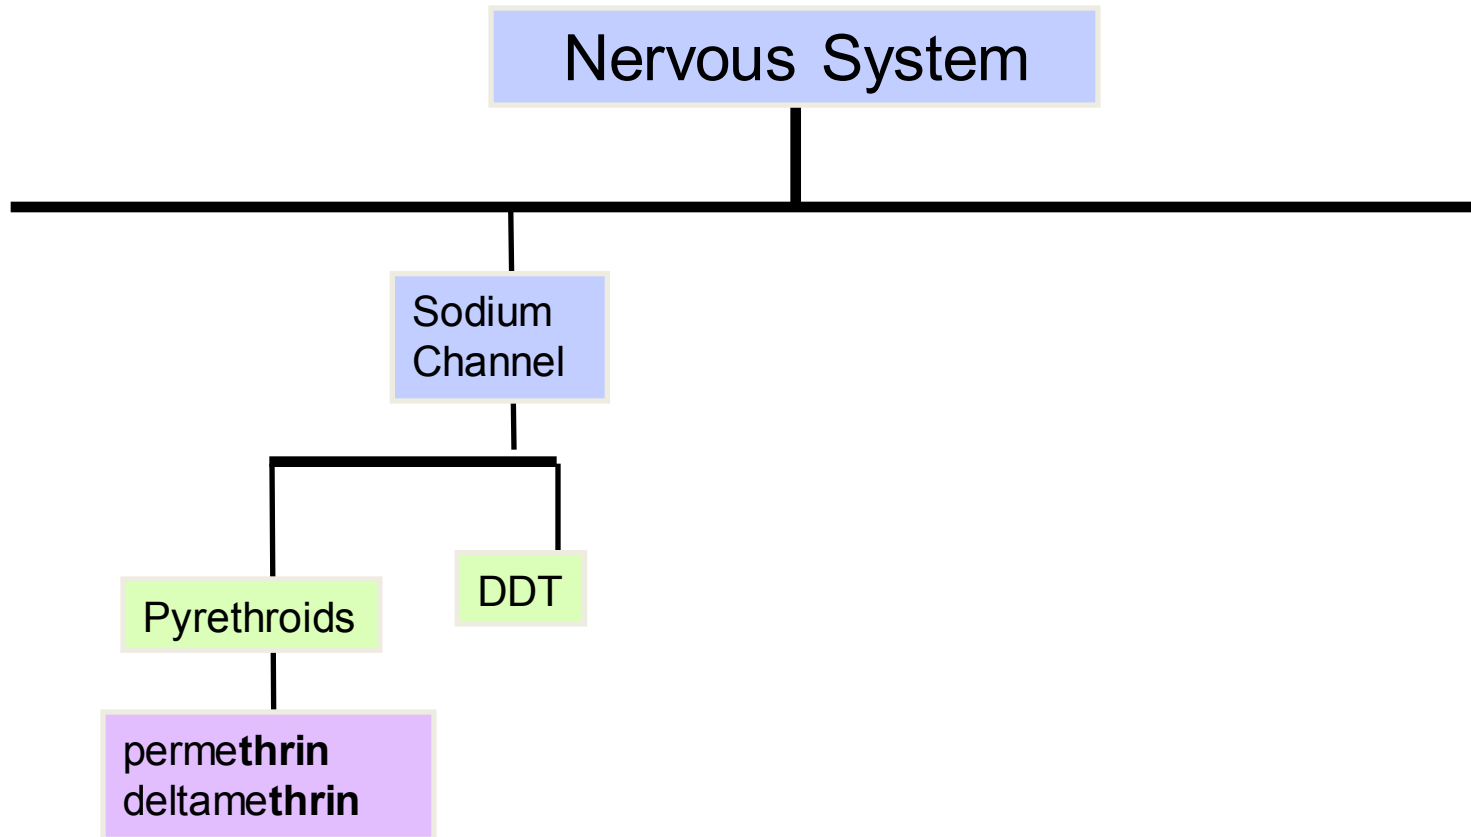 Nervous System
Sodium
Channel
DDT
Pyrethroids
permethrin
deltamethrin